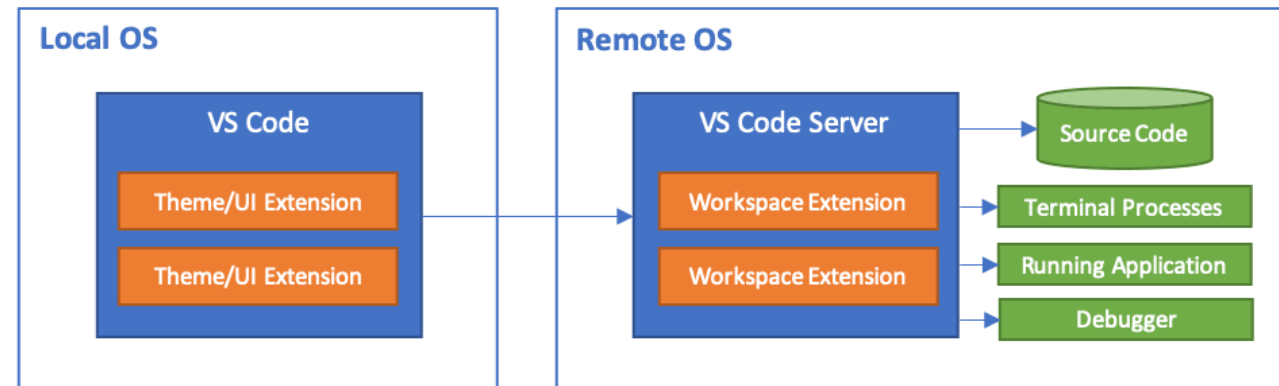 Local OS
VS Code
Theme/UI Extension
Theme/UI Extension
Remote OS
VS Code Server
Workspace Extension
Workspace Extension
Source Code
Terminal Processes
Running Application
Debugger